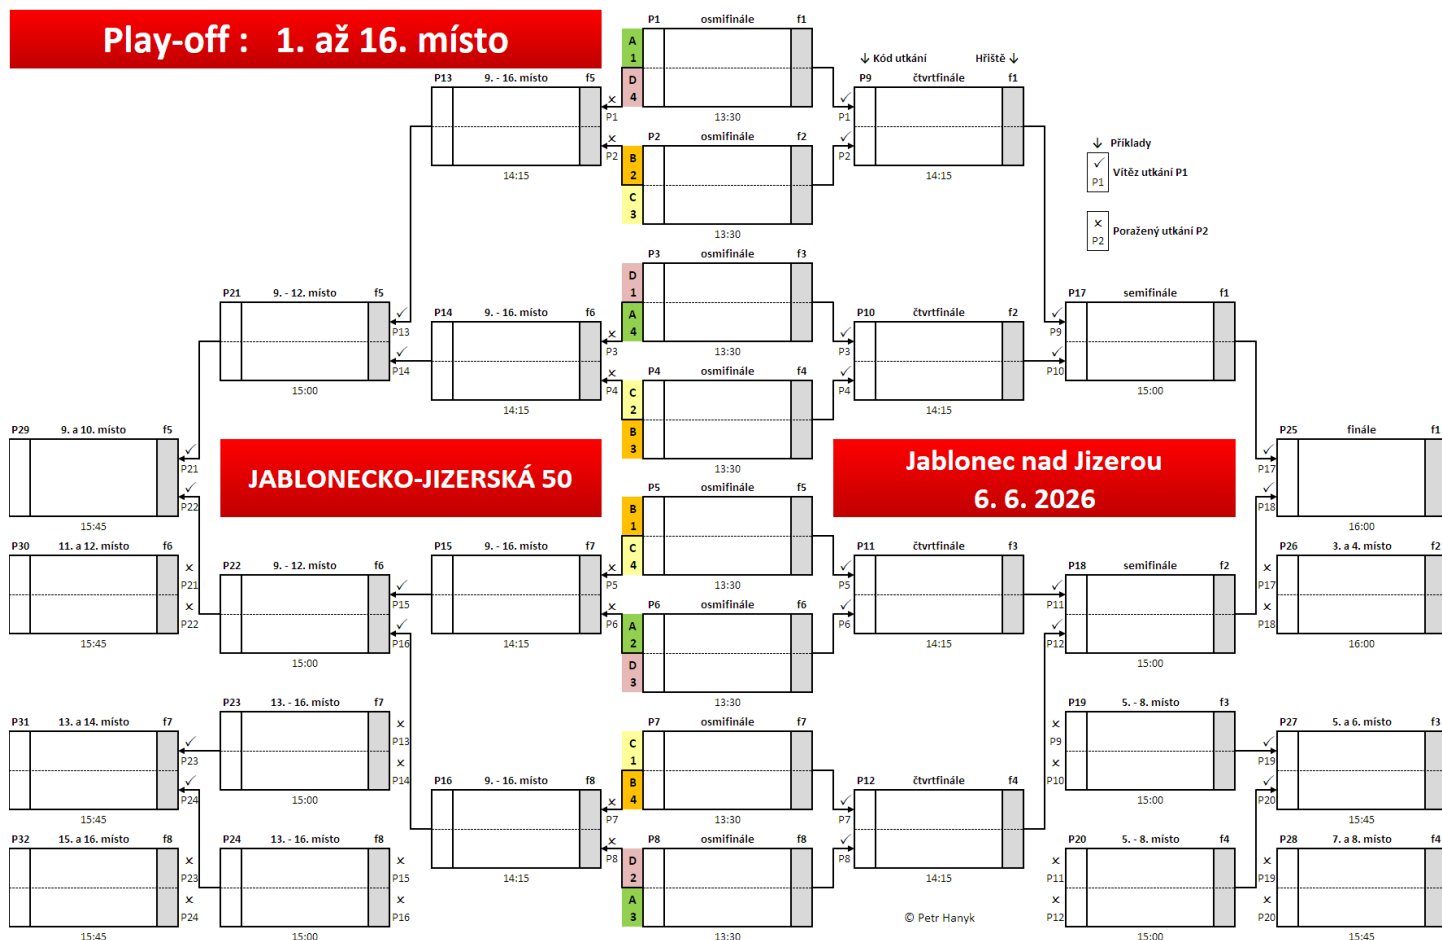 Play-off :   1. až 16. místo
P1 osmifinále f1
A
1
D
4
13:30
P2 osmifinále f2
B
2
C
3
13:30
P3 osmifinále f3
D
1
A
4
13:30
P4 osmifinále f4
C
2
B
3
13:30
P5 osmifinále f5
B
1
C
4
13:30
P6 osmifinále f6
A
2
D
3
13:30
P7 osmifinále f7
C
1
B
4
13:30
P8 osmifinále f8
D
2
A
3
13:30
↓ Kód utkání Hřiště ↓
P9 čtvrtfinále f1
✓
P1
✓
P2
14:15
P10 čtvrtfinále f2
✓
P3
✓
P4
14:15
P11 čtvrtfinále f3
✓
P5
✓
P6
14:15
P12 čtvrtfinále f4
✓
P7
✓
P8
14:15
↓ Příklady
✓
P1 Vítěz utkání P1
×
P2 Poražený utkání P2
P17 semifinále f1
✓
P9
✓
P10
15:00
P18 semifinále f2
✓
P11
✓
P12
15:00
P19 5. - 8. místo f3
×
P9
×
P10
15:00
P20 5. - 8. místo f4
×
P11
×
P12
15:00
P25 finále f1
✓
P17
✓
P18
16:00
P26 3. a 4. místo f2
×
P17
×
P18
16:00
P27 5. a 6. místo f3
✓
P19
✓
P20
15:45
P28 7. a 8. místo f4
×
P19
×
P20
15:45
P13 9. - 16. místo f5
×
P1
×
P2
14:15
P14 9. - 16. místo f6
×
P3
×
P4
14:15
P15 9. - 16. místo f7
×
P5
×
P6
14:15
P16 9. - 16. místo f8
×
P7
×
P8
14:15
P21 9. - 12. místo f5
✓
P13
✓
P14
15:00
P22 9. - 12. místo f6
✓
P15
✓
P16
15:00
P23 13. - 16. místo f7
×
P13
×
P14
15:00
P24 13. - 16. místo f8
×
P15
×
P16
15:00
P29 9. a 10. místo f5
✓
P21
✓
P22
15:45
P30 11. a 12. místo f6
×
P21
×
P22
15:45
P31 13. a 14. místo f7
✓
P23
✓
P24
15:45
P32 15. a 16. místo f8
×
P23
×
P24
15:45
JABLONECKO-JIZERSKÁ 50
Jablonec nad Jizerou
6. 6. 2026
© Petr Hanyk